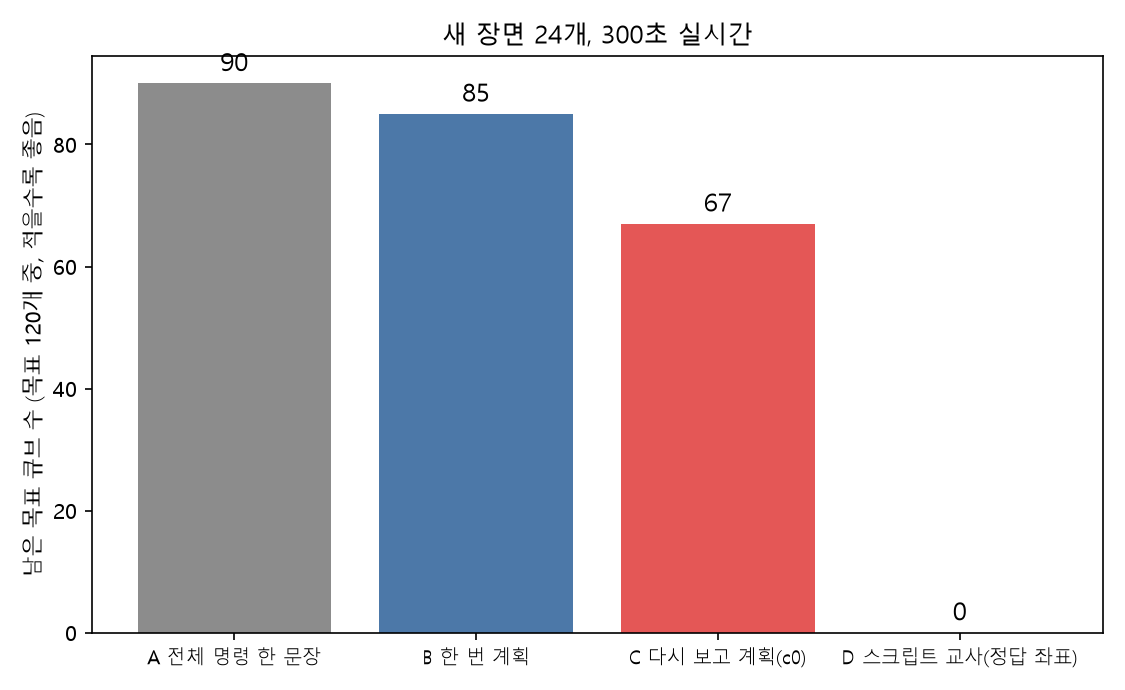 새 장면 24개, 300초 실시간
남은 목표 큐브 수 (목표 120개 중, 적을수록 좋음)
80
60
40
20
0
90
85
67
0
A 전체 명령 한 문장
B 한 번 계획
C 다시 보고 계획(c0)
D 스크립트 교사(정답 좌표)